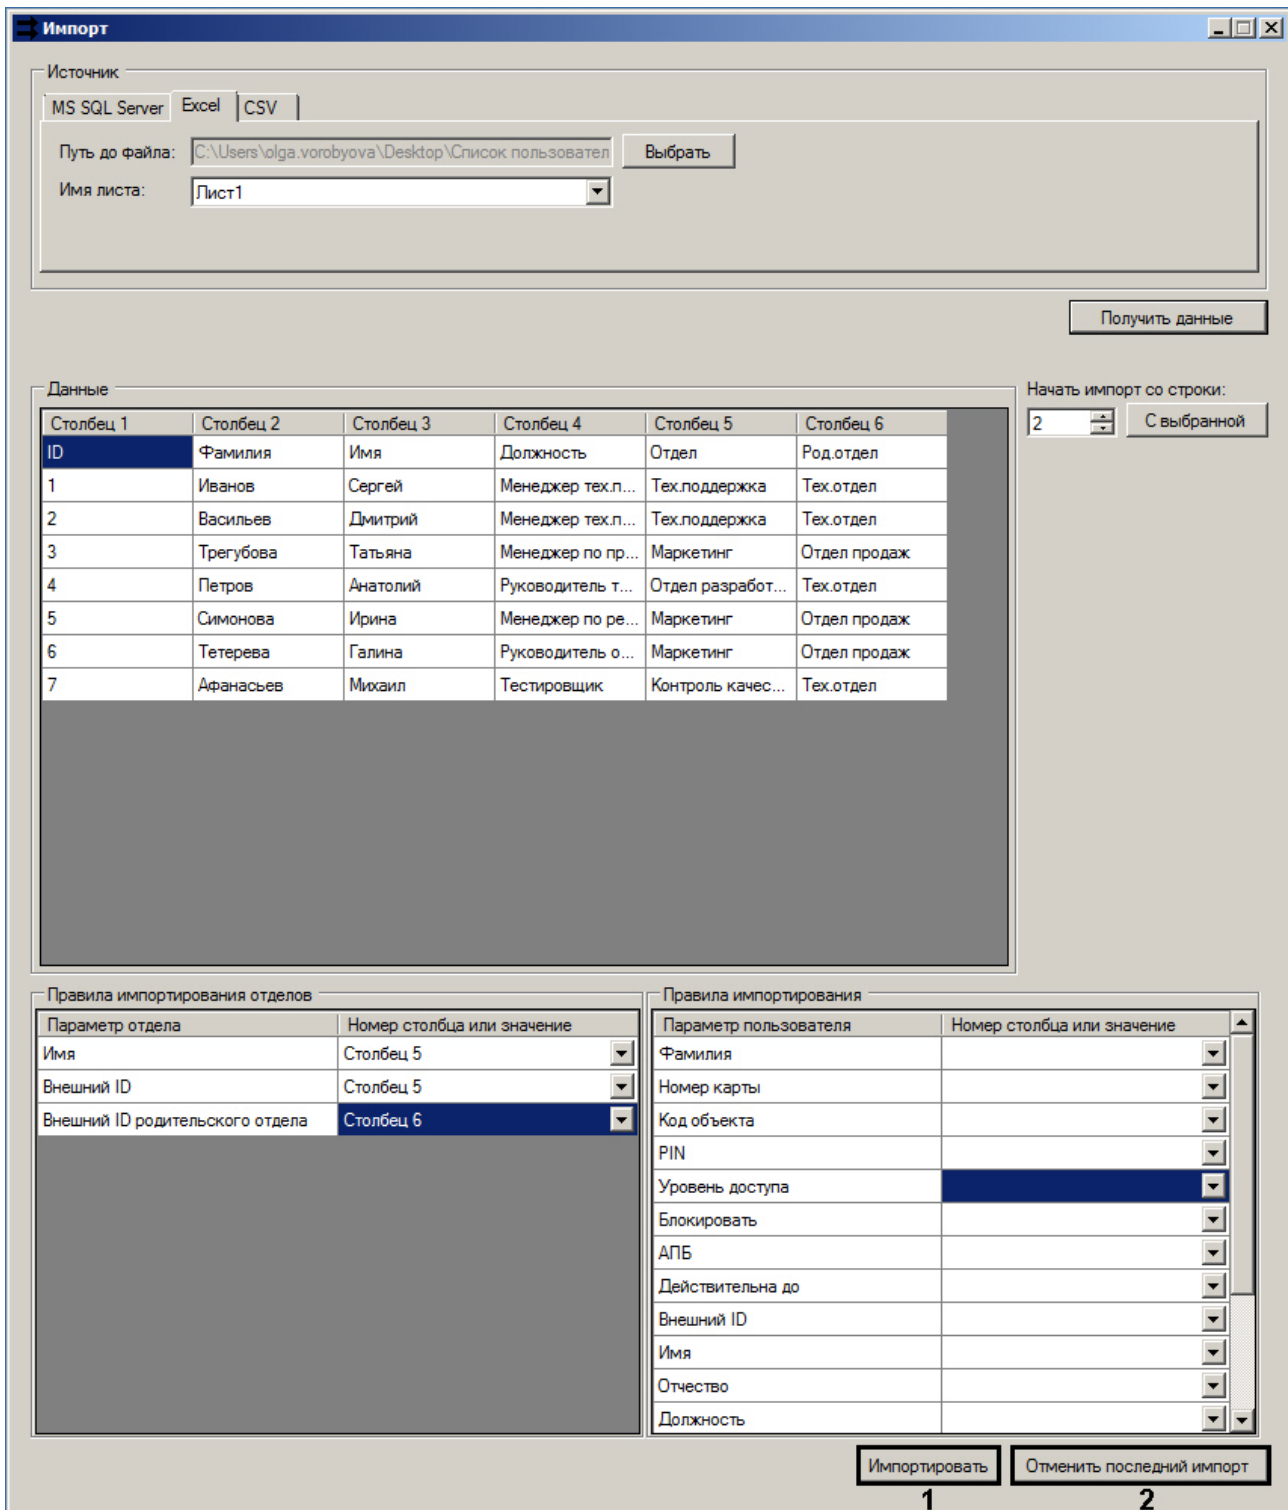 Импорт
Источник
MS SQL Server Excel CSV
Путь до файла: C:\Users\olga.vorobyova\Desktop\Список пользовател Выбрать
Имя листа: Лист1
Получить данные
Данные
Начать импорт со строки:
2 С выбранной
Столбец 1 Столбец 2 Столбец 3 Столбец 4 Столбец 5 Столбец 6
ID Фамилия Имя Должность Отдел Род.отдел
1 Иванов Сергей Менеджер тех.п... Тех.поддержка Тех.отдел
2 Васильев Дмитрий Менеджер тех.п... Тех.поддержка Тех.отдел
3 Трегубова Татьяна Менеджер по пр... Маркетинг Отдел продаж
4 Петров Анатолий Руководитель т... Отдел разработ... Тех.отдел
5 Симонова Ирина Менеджер по ре... Маркетинг Отдел продаж
6 Тетерева Галина Руководитель о... Маркетинг Отдел продаж
7 Афанасьев Михаил Тестировщик Контроль качес... Тех.отдел
Правила импортирования отделов
Параметр отдела Номер столбца или значение
Имя Столбец 5
Внешний ID Столбец 5
Внешний ID родительского отдела Столбец 6
Правила импортирования
Параметр пользователя Номер столбца или значение
Фамилия
Номер карты
Код объекта
PIN
Уровень доступа
Блокировать
АПБ
Действительна до
Внешний ID
Имя
Отчество
Должность
Импортировать Отменить последний импорт
1 2